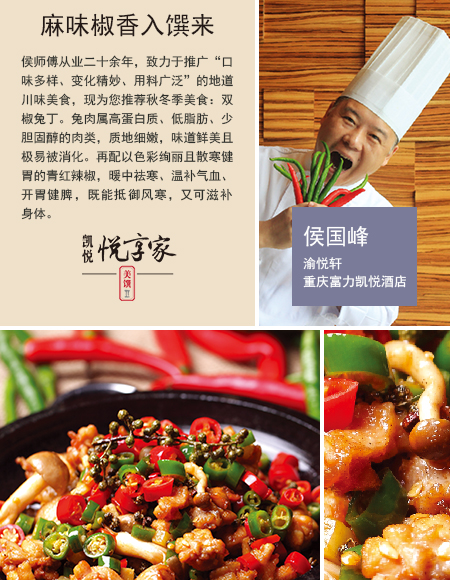 麻味椒香入馔来
侯师傅从业二十余年，致力于推广“口
味多样、变化精妙、用料广泛”的地道
川味美食，现为您推荐秋冬季美食：双
椒兔丁。兔肉属高蛋白质、低脂肪、少
胆固醇的肉类，质地细嫩，味道鲜美且
极易被消化。再配以色彩绚丽且散寒健
胃的青红辣椒，暖中祛寒、温补气血、
开胃健脾，既能抵御风寒，又可滋补
身体。
凯悦 悦享家
美馔
侯国峰
渝悦轩
重庆富力凯悦酒店